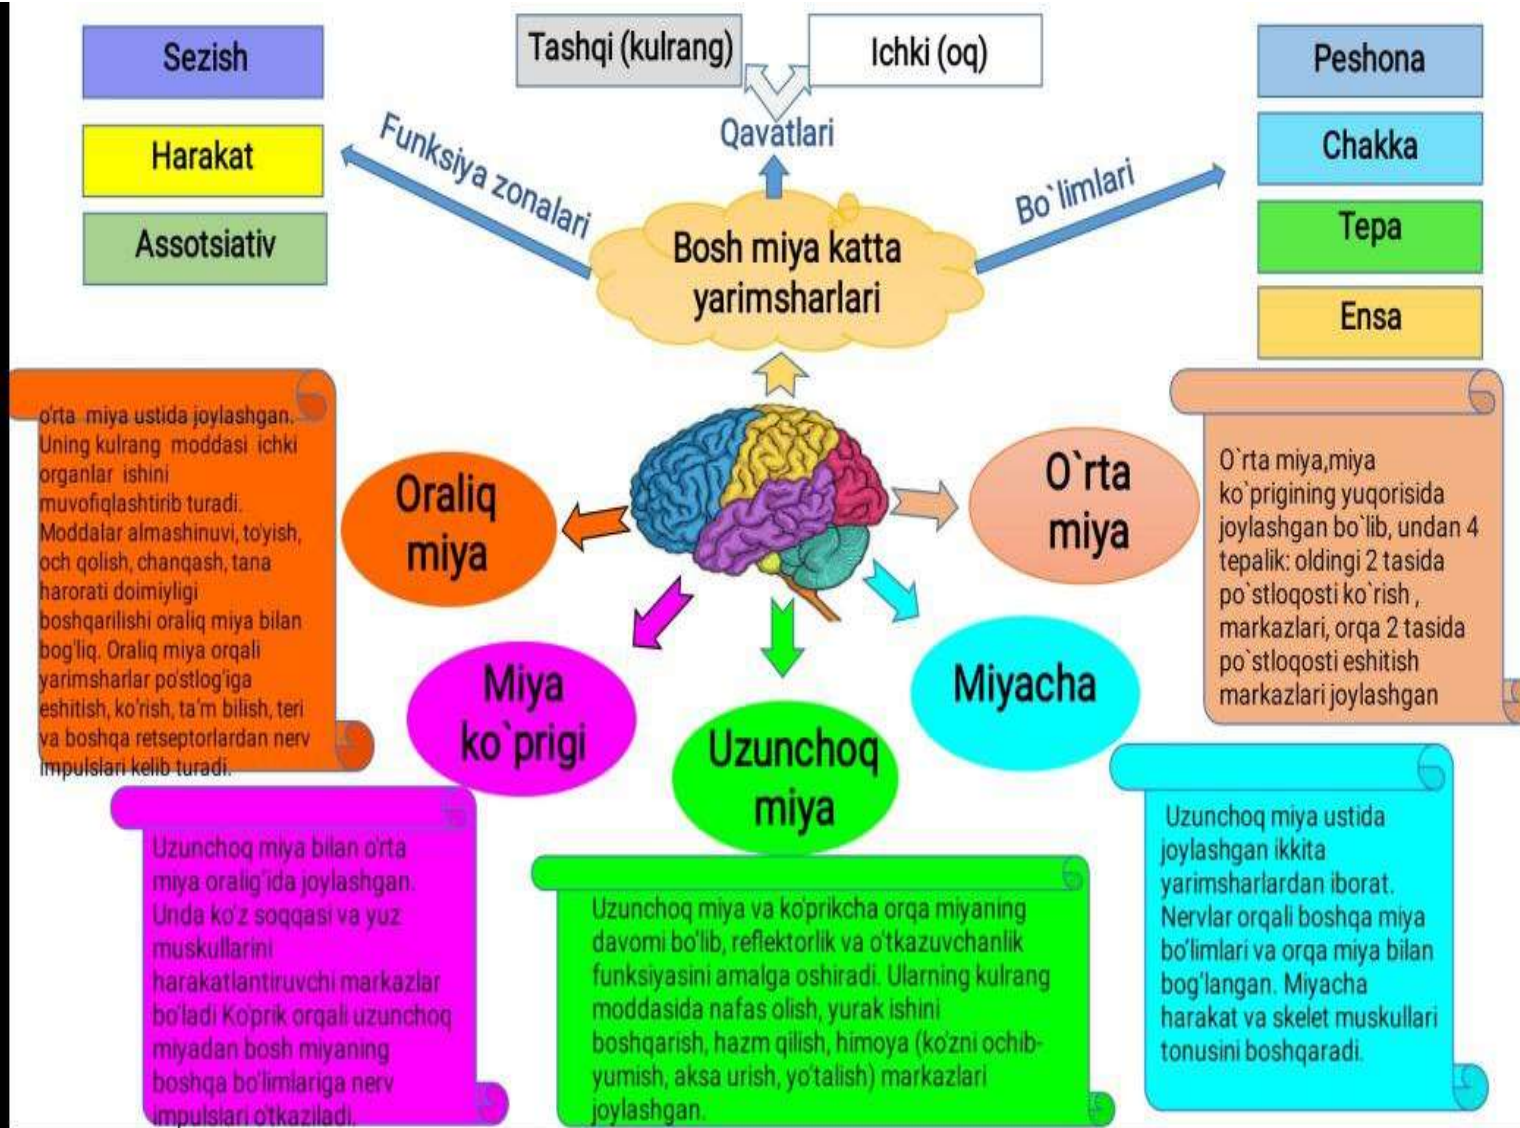 Sezish
Harakat
Assotsiativ
Funksiya zonalari
Tashqi (kulrang)
Ichki (oq)
Qavatlari
Bosh miya katta
yarimsharlari
Bo`limlari
Peshona
Chakka
Tepa
Ensa
o'rta miya ustida joylashgan.
Uning kulrang moddasi ichki
organlar ishini
muvofiqlashtirib turadi.
Moddalar almashinuvi, to'yish,
och qolish, chanqash, tana
harorati doimiyligi
boshqarilishi oraliq miya bilan
bog'liq. Oraliq miya orqali
yarimsharlar po'stlog'iga
eshitish, ko'rish, ta'm bilish, teri
va boshqa retseptorlardan nerv
impulslari kelib turadi.
Oraliq
miya
O`rta
miya
O`rta miya,miya
ko`prigining yuqorisida
joylashgan bo`lib, undan 4
tepalik: oldingi 2 tasida
po`stloqosti ko`rish ,
markazlari, orqa 2 tasida
po`stloqosti eshitish
markazlari joylashgan
Miya
ko`prigi
Uzunchoq
miya
Miyacha
Uzunchoq miya bilan o'rta
miya oralig'ida joylashgan.
Unda ko'z soqqasi va yuz
muskullarini
harakatlantiruvchi markazlar
bo'ladi Ko'prik orqali uzunchoq
miyadan bosh miyaning
boshqa bo'limlariga nerv
impulslari o'tkaziladi.
Uzunchoq miya va ko'prikcha orqa miyaning
davomi bo'lib, reflektorlik va o'tkazuvchanlik
funksiyasini amalga oshiradi. Ularning kulrang
moddasida nafas olish, yurak ishini
boshqarish, hazm qilish, himoya (ko'zni ochib-
yumish, aksa urish, yo'talish) markazlari
joylashgan.
Uzunchoq miya ustida
joylashgan ikkita
yarimsharlardan iborat.
Nervlar orqali boshqa miya
bo'limlari va orqa miya bilan
bog'langan. Miyacha
harakat va skelet muskullari
tonusini boshqaradi.